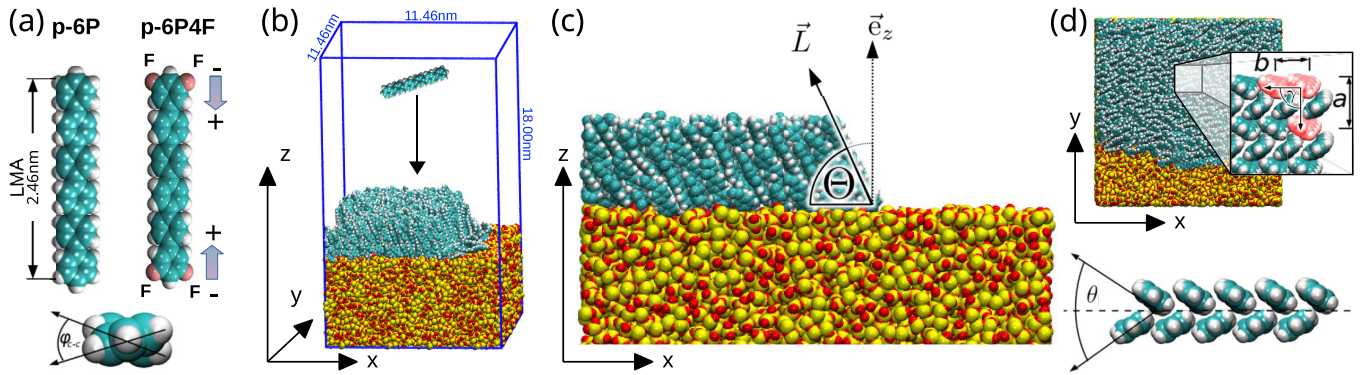 (a)
p-6P
p-6P4F
F F
-
+
LMA
2.46nm
+
F F
-
φc-c
(b)
11.46nm
11.46nm
18.00nm
z
y
x
(c)
L⃗
e⃗z
Θ
z
x
(d)
b
γ
a
y
x
θ